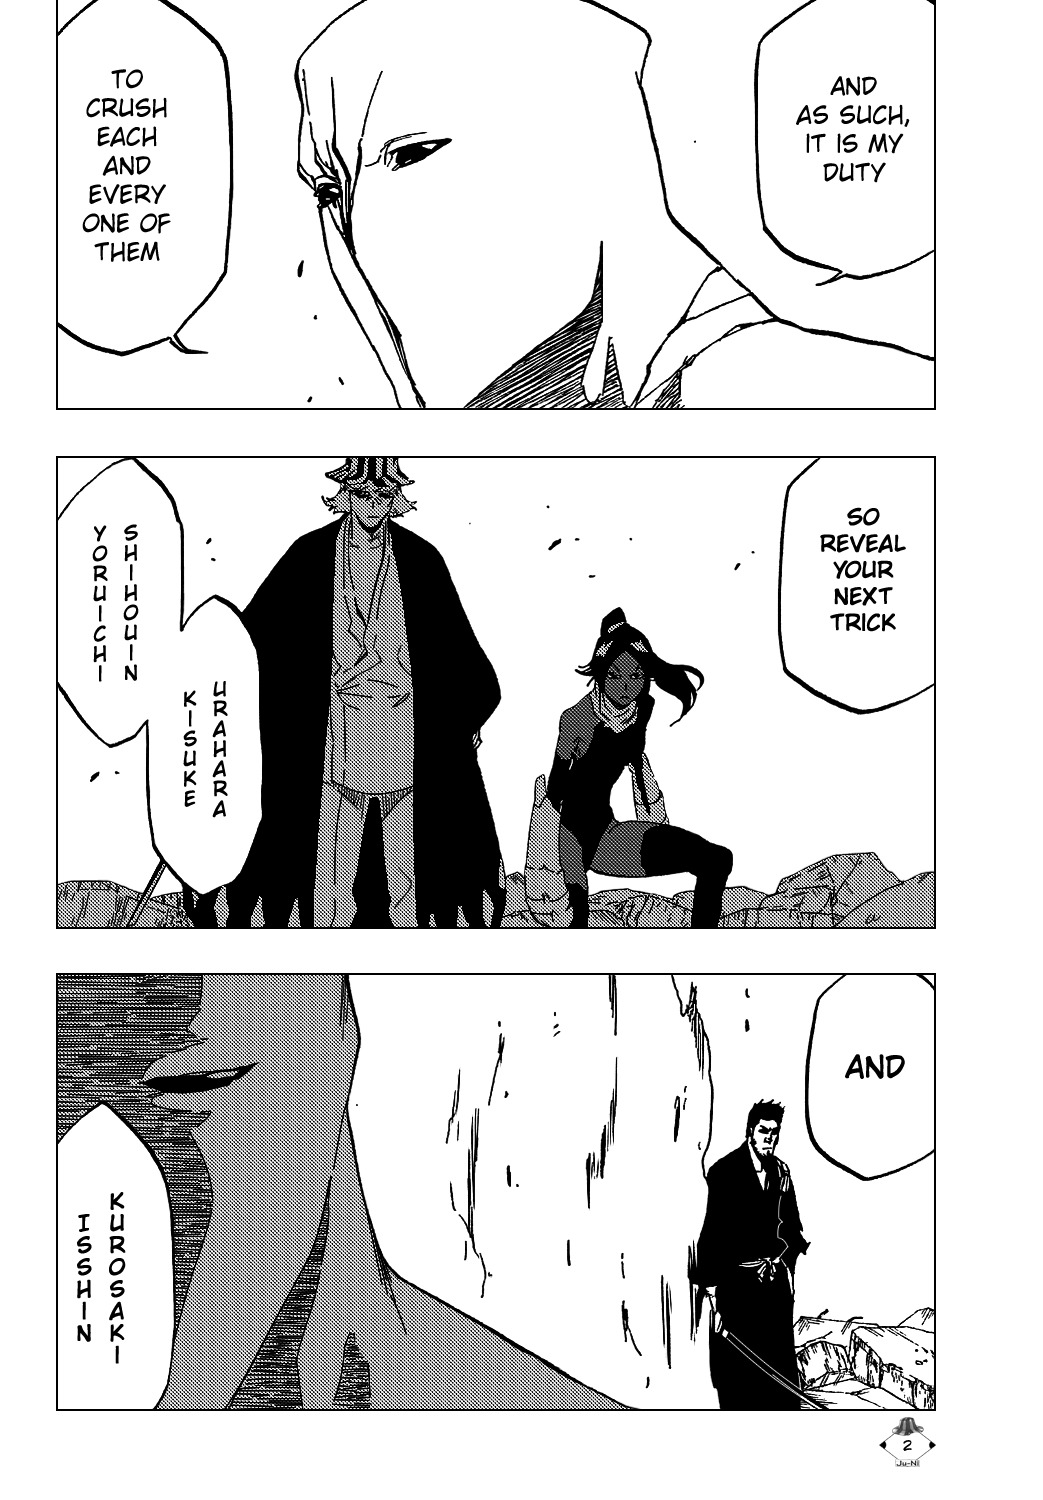 AND
AS SUCH,
IT IS MY
DUTY
TO
CRUSH
EACH
AND
EVERY
ONE OF
THEM
SO
REVEAL
YOUR
NEXT
TRICK
URAHARA
KISUKE
SHIHOUIN
YORUICHI
AND
KUROSAKI
ISSHIN
2
Ju-Ni